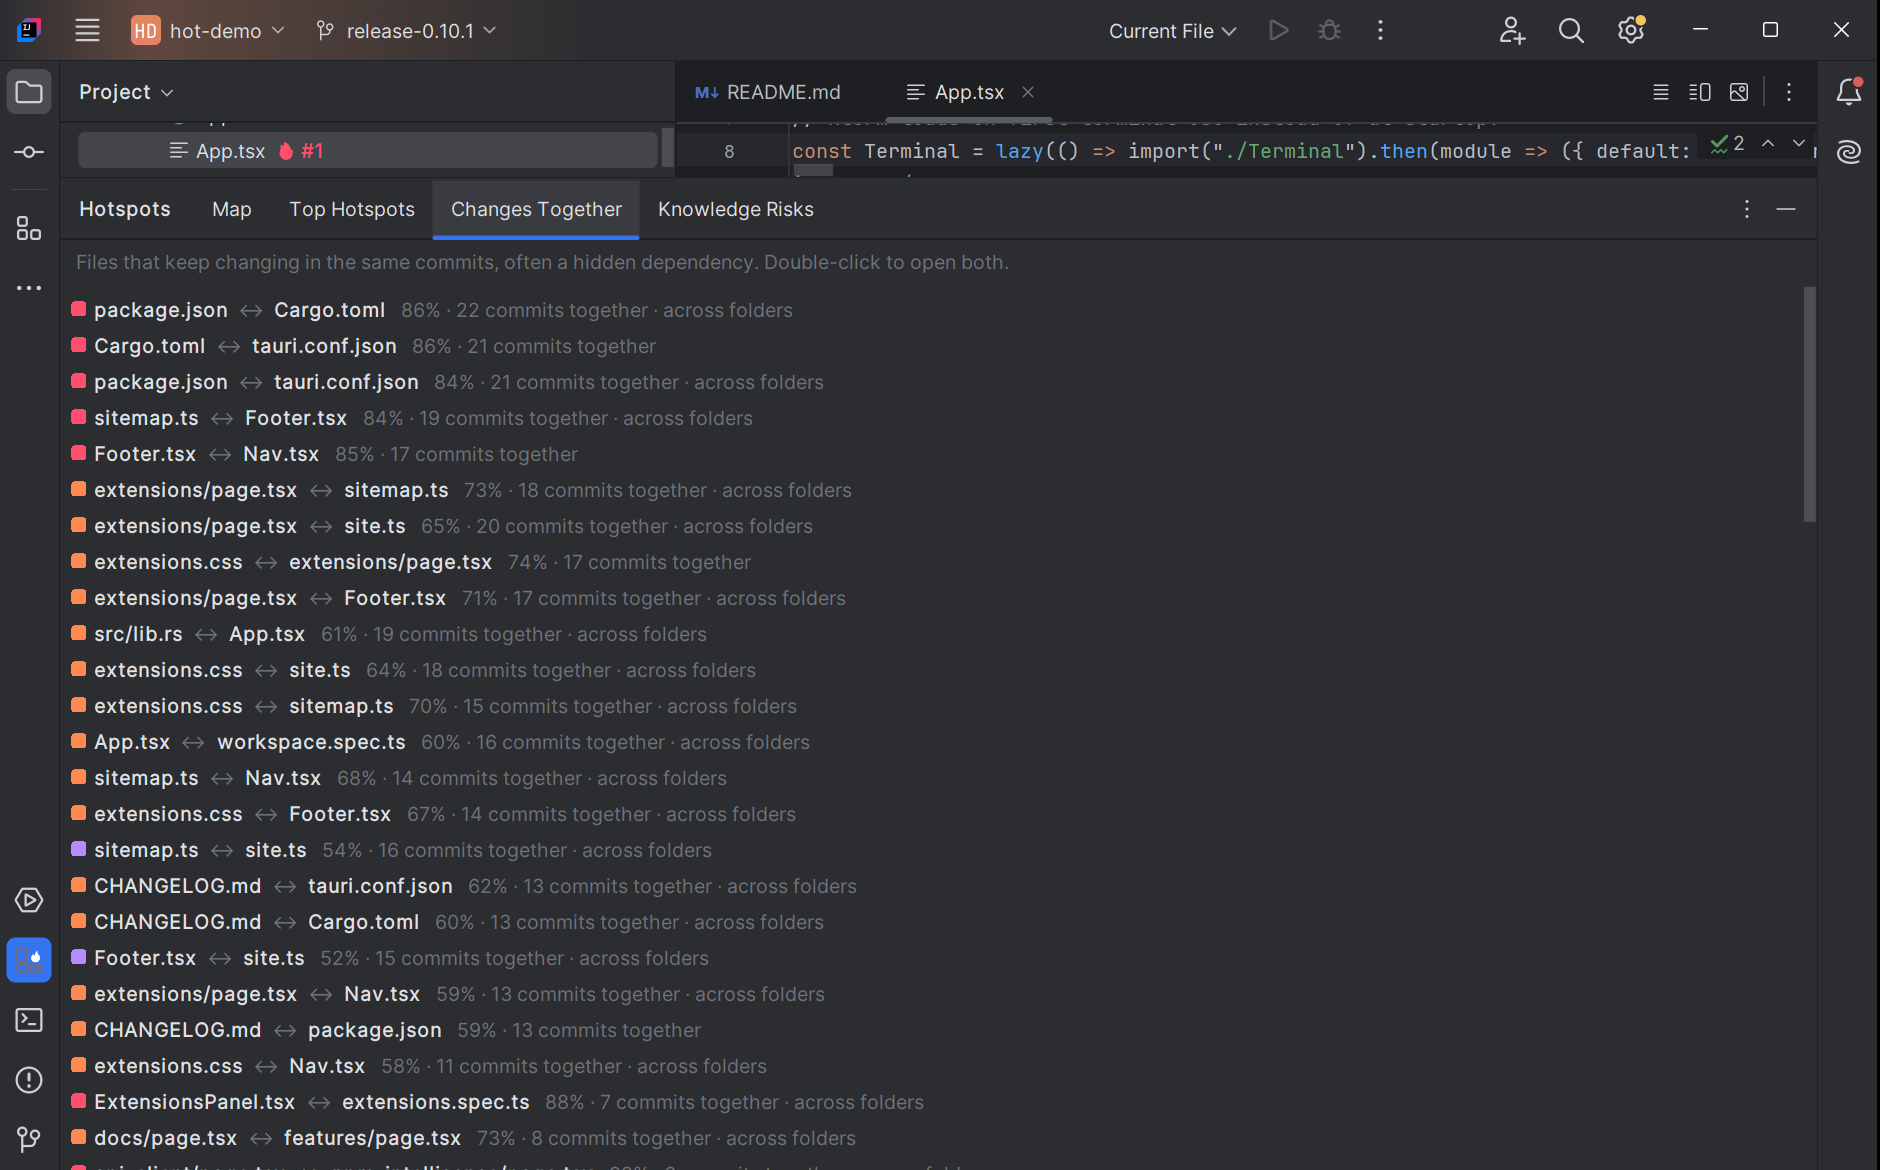 HD hot-demo release-0.10.1 Current File
Project
README.md
App.tsx
App.tsx #1
8 const Terminal = lazy(() => import("./Terminal").then(module => ({ default:
2
Hotspots Map Top Hotspots Changes Together Knowledge Risks
Files that keep changing in the same commits, often a hidden dependency. Double-click to open both.
package.json ↔ Cargo.toml 86% · 22 commits together · across folders
Cargo.toml ↔ tauri.conf.json 86% · 21 commits together
package.json ↔ tauri.conf.json 84% · 21 commits together · across folders
sitemap.ts ↔ Footer.tsx 84% · 19 commits together · across folders
Footer.tsx ↔ Nav.tsx 85% · 17 commits together
extensions/page.tsx ↔ sitemap.ts 73% · 18 commits together · across folders
extensions/page.tsx ↔ site.ts 65% · 20 commits together · across folders
extensions.css ↔ extensions/page.tsx 74% · 17 commits together
extensions/page.tsx ↔ Footer.tsx 71% · 17 commits together · across folders
src/lib.rs ↔ App.tsx 61% · 19 commits together · across folders
extensions.css ↔ site.ts 64% · 18 commits together · across folders
extensions.css ↔ sitemap.ts 70% · 15 commits together · across folders
App.tsx ↔ workspace.spec.ts 60% · 16 commits together · across folders
sitemap.ts ↔ Nav.tsx 68% · 14 commits together · across folders
extensions.css ↔ Footer.tsx 67% · 14 commits together · across folders
sitemap.ts ↔ site.ts 54% · 16 commits together · across folders
CHANGELOG.md ↔ tauri.conf.json 62% · 13 commits together · across folders
CHANGELOG.md ↔ Cargo.toml 60% · 13 commits together · across folders
Footer.tsx ↔ site.ts 52% · 15 commits together · across folders
extensions/page.tsx ↔ Nav.tsx 59% · 13 commits together · across folders
CHANGELOG.md ↔ package.json 59% · 13 commits together
extensions.css ↔ Nav.tsx 58% · 11 commits together · across folders
ExtensionsPanel.tsx ↔ extensions.spec.ts 88% · 7 commits together · across folders
docs/page.tsx ↔ features/page.tsx 73% · 8 commits together · across folders